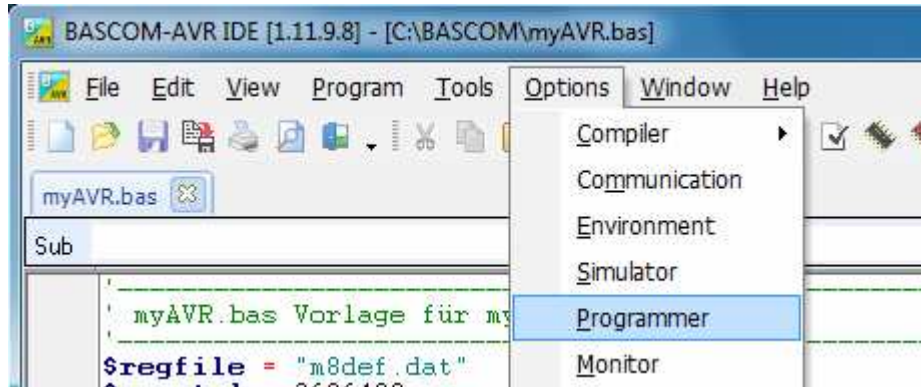 BASCOM-AVR IDE [1.11.9.8] - [C:\BASCOM\myAVR.bas]
File Edit View Program Tools Options Window Help
Compiler
Communication
Environment
Simulator
Programmer
Monitor
myAVR.bas
Sub
' myAVR.bas Vorlage für
$regfile = "m8def.dat"